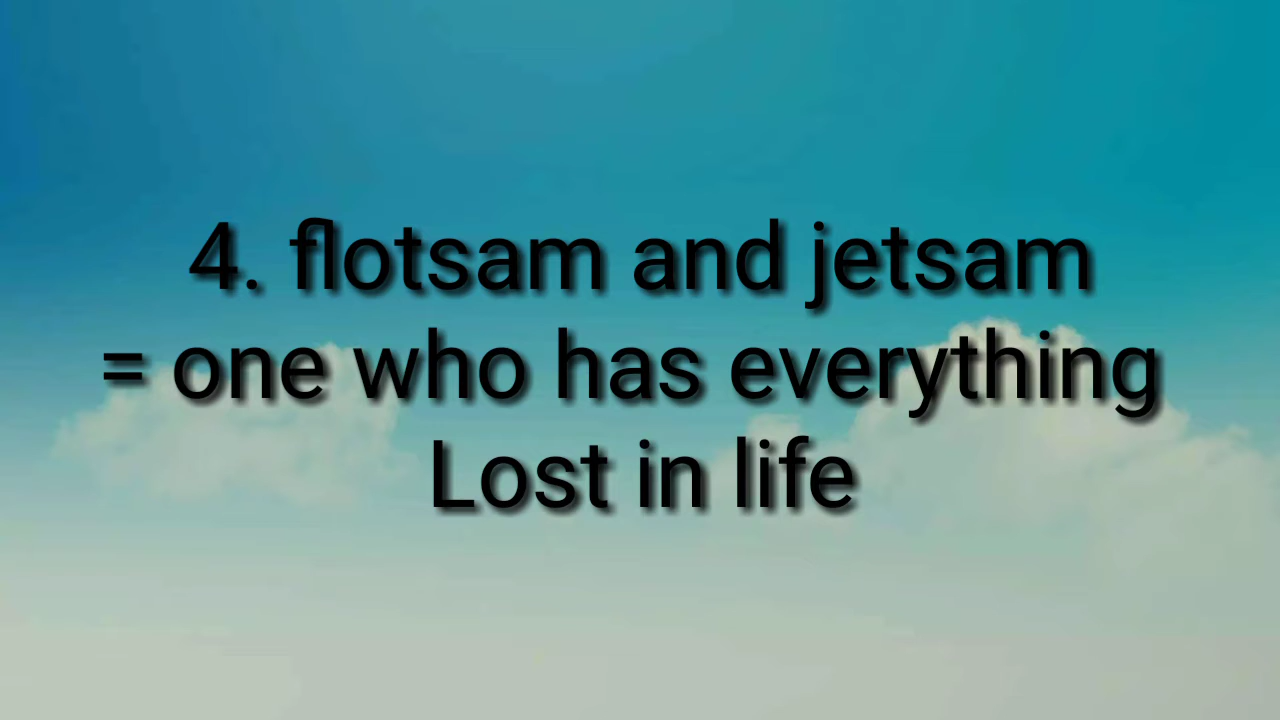 4. flotsam and jetsam
= one who has everything
Lost in life